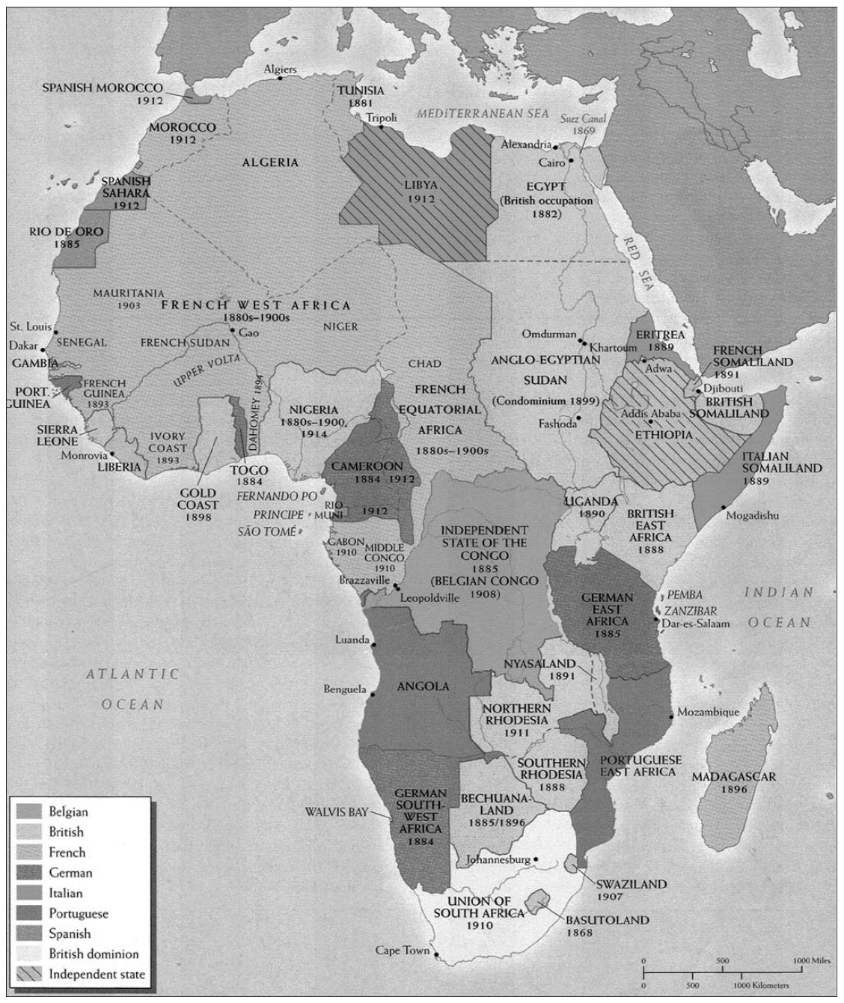 Algiers
SPANISH MOROCCO
1912
TUNISIA
1881
Tripoli
MEDITERRANEAN SEA
Suez Canal
1869
MOROCCO
1912
Alexandria
Cairo
ALGERIA
LIBYA
1912
EGYPT
(British occupation
1882)
SPANISH
SAHARA
1912
RIO DE ORO
1885
RED SEA
MAURITANIA
1903
FRENCH WEST AFRICA
1880s–1900s
NIGER
Gao
St. Louis
Dakar
SENEGAL
FRENCH SUDAN
GAMBIA
UPPER VOLTA
CHAD
Omdurman
Khartoum
ERITREA
1889
Adwa
FRENCH
SOMALILAND
1891
Djibouti
BRITISH
SOMALILAND
ANGLO-EGYPTIAN
SUDAN
(Condominium 1899)
Fashoda
Addis Ababa
ETHIOPIA
PORT.
GUINEA
FRENCH
GUINEA
1893
DAHOMEY 1894
NIGERIA
1880s–1900,
1914
FRENCH
EQUATORIAL
AFRICA
1880s–1900s
SIERRA
LEONE
Monrovia
LIBERIA
IVORY
COAST
1893
GOLD
COAST
1898
TOGO
1884
CAMEROON
1884 1912
1912
ITALIAN
SOMALILAND
1889
Mogadishu
FERNANDO PO
PRINCIPE
SÃO TOMÉ
RIO
MUNI
GABON
1910
MIDDLE
CONGO
1910
Brazzaville
Leopoldville
INDEPENDENT
STATE OF THE
CONGO
1885
(BELGIAN CONGO
1908)
UGANDA
1890
BRITISH
EAST
AFRICA
1888
GERMAN
EAST
AFRICA
1885
PEMBA
ZANZIBAR
Dar-es-Salaam
INDIAN
OCEAN
Luanda
Benguela
ANGOLA
ATLANTIC
OCEAN
NYASALAND
1891
NORTHERN
RHODESIA
1911
Mozambique
SOUTHERN
RHODESIA
1888
PORTUGUESE
EAST AFRICA
MADAGASCAR
1896
WALVIS BAY
GERMAN
SOUTH-
WEST
AFRICA
1884
BECHUANA-
LAND
1885/1896
Johannesburg
SWAZILAND
1907
UNION OF
SOUTH AFRICA
1910
BASUTOLAND
1868
Cape Town
Belgian
British
French
German
Italian
Portuguese
Spanish
British dominion
Independent state
0 500 1000 Miles
0 500 1000 Kilometers